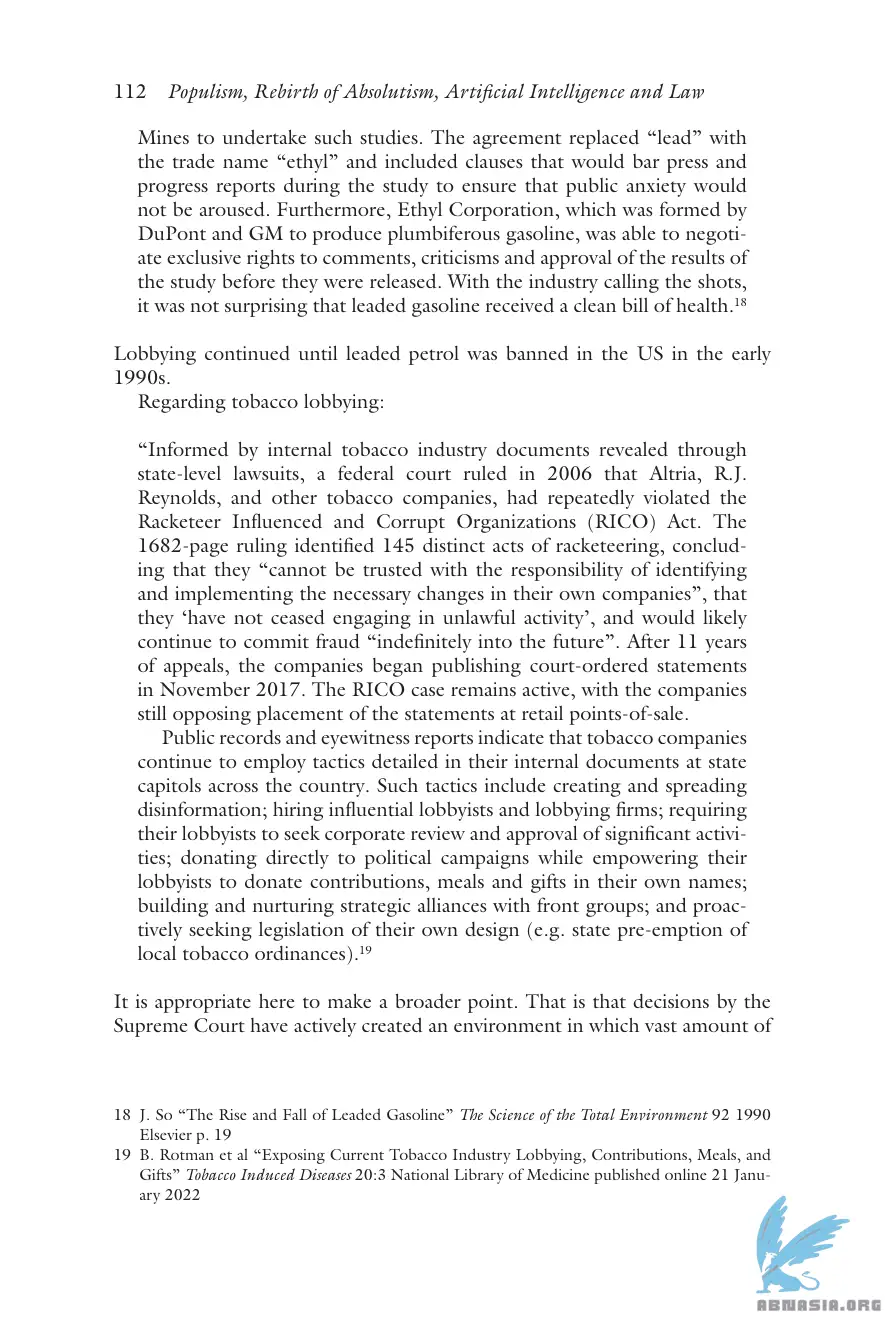 112 Populism, Rebirth of Absolutism, Artificial Intelligence and Law
Mines to undertake such studies. The agreement replaced “lead” with
the trade name “ethyl” and included clauses that would bar press and
progress reports during the study to ensure that public anxiety would
not be aroused. Furthermore, Ethyl Corporation, which was formed by
DuPont and GM to produce plumbiferous gasoline, was able to negoti-
ate exclusive rights to comments, criticisms and approval of the results of
the study before they were released. With the industry calling the shots,
it was not surprising that leaded gasoline received a clean bill of health.¹⁸
Lobbying continued until leaded petrol was banned in the US in the early
1990s.
Regarding tobacco lobbying:
“Informed by internal tobacco industry documents revealed through
state-level lawsuits, a federal court ruled in 2006 that Altria, R.J.
Reynolds, and other tobacco companies, had repeatedly violated the
Racketeer Influenced and Corrupt Organizations (RICO) Act. The
1682-page ruling identified 145 distinct acts of racketeering, conclud-
ing that they “cannot be trusted with the responsibility of identifying
and implementing the necessary changes in their own companies”, that
they ‘have not ceased engaging in unlawful activity’, and would likely
continue to commit fraud “indefinitely into the future”. After 11 years
of appeals, the companies began publishing court-ordered statements
in November 2017. The RICO case remains active, with the companies
still opposing placement of the statements at retail points-of-sale.
Public records and eyewitness reports indicate that tobacco companies
continue to employ tactics detailed in their internal documents at state
capitols across the country. Such tactics include creating and spreading
disinformation; hiring influential lobbyists and lobbying firms; requiring
their lobbyists to seek corporate review and approval of significant activi-
ties; donating directly to political campaigns while empowering their
lobbyists to donate contributions, meals and gifts in their own names;
building and nurturing strategic alliances with front groups; and proac-
tively seeking legislation of their own design (e.g. state pre-emption of
local tobacco ordinances).¹⁹
It is appropriate here to make a broader point. That is that decisions by the
Supreme Court have actively created an environment in which vast amount of
18 J. So “The Rise and Fall of Leaded Gasoline” The Science of the Total Environment 92 1990
Elsevier p. 19
19 B. Rotman et al “Exposing Current Tobacco Industry Lobbying, Contributions, Meals, and
Gifts” Tobacco Induced Diseases 20:3 National Library of Medicine published online 21 Janu-
ary 2022
ABNASIA.ORG